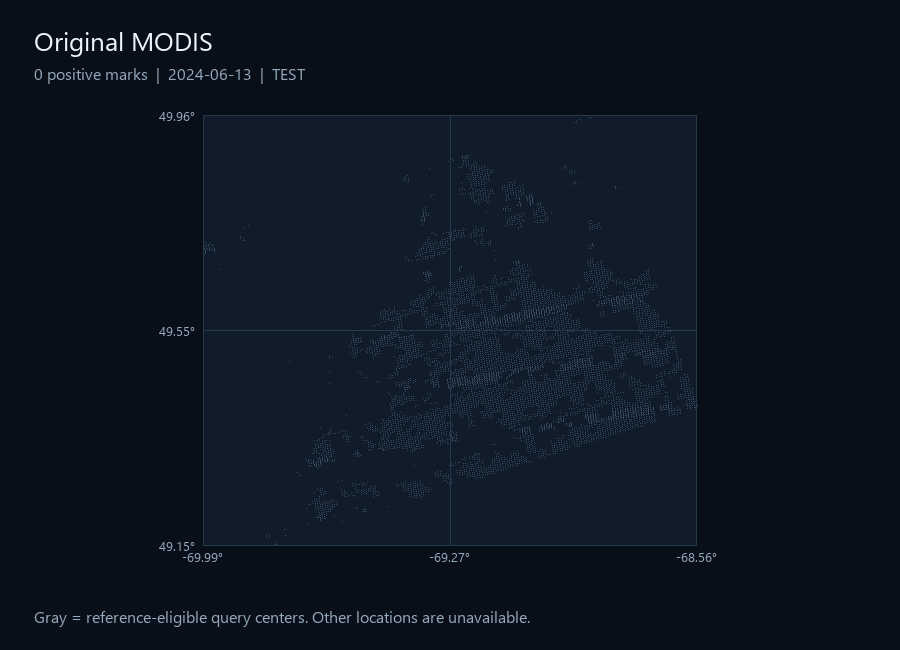 Original MODIS
0 positive marks | 2024-06-13 | TEST
49.96°
49.55°
49.15°
-69.99°
-69.27°
-68.56°
Gray = reference-eligible query centers. Other locations are unavailable.